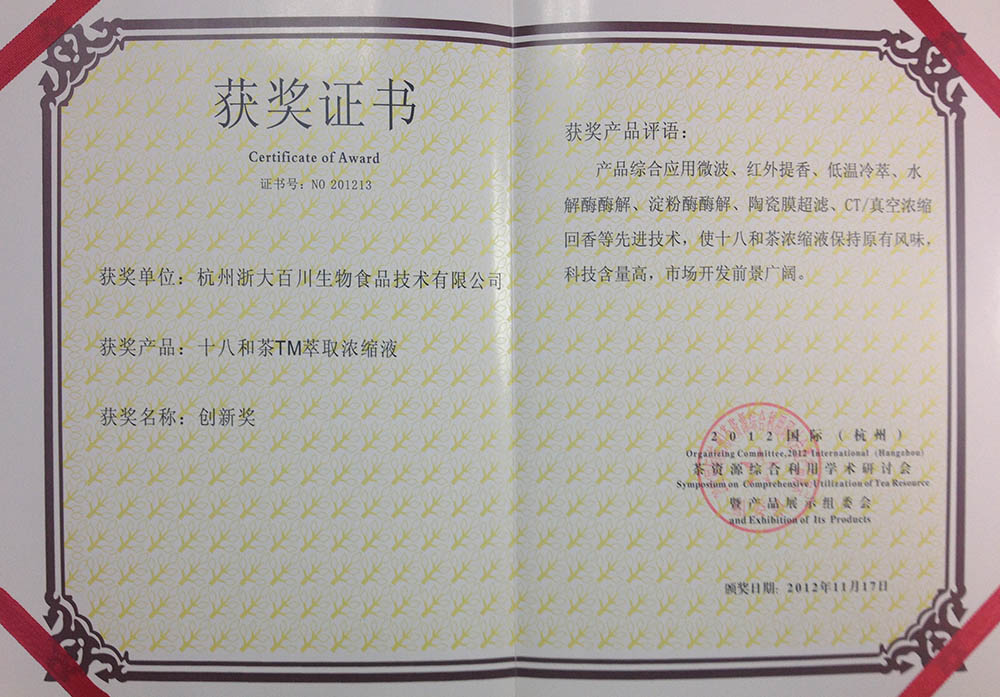 获奖证书
Certificate of Award
证书号：NO 201213
获奖单位：杭州浙大百川生物食品技术有限公司
获奖产品：十八和茶TM萃取浓缩液
获奖名称：创新奖
获奖产品评语：
产品综合应用微波、红外提香、低温冷萃、水
解酶酶解、淀粉酶酶解、陶瓷膜超滤、CT/真空浓缩
回香等先进技术，使十八和茶浓缩液保持原有风味，
科技含量高，市场开发前景广阔。
2012国际（杭州）
Organizing Committee,2012 International (Hangzhou)
茶资源综合利用学术研讨会
Symposium on Comprehensive Utilization of Tea Resource
暨产品展示组委会
and Exhibition of Its Products
颁奖日期：2012年11月17日